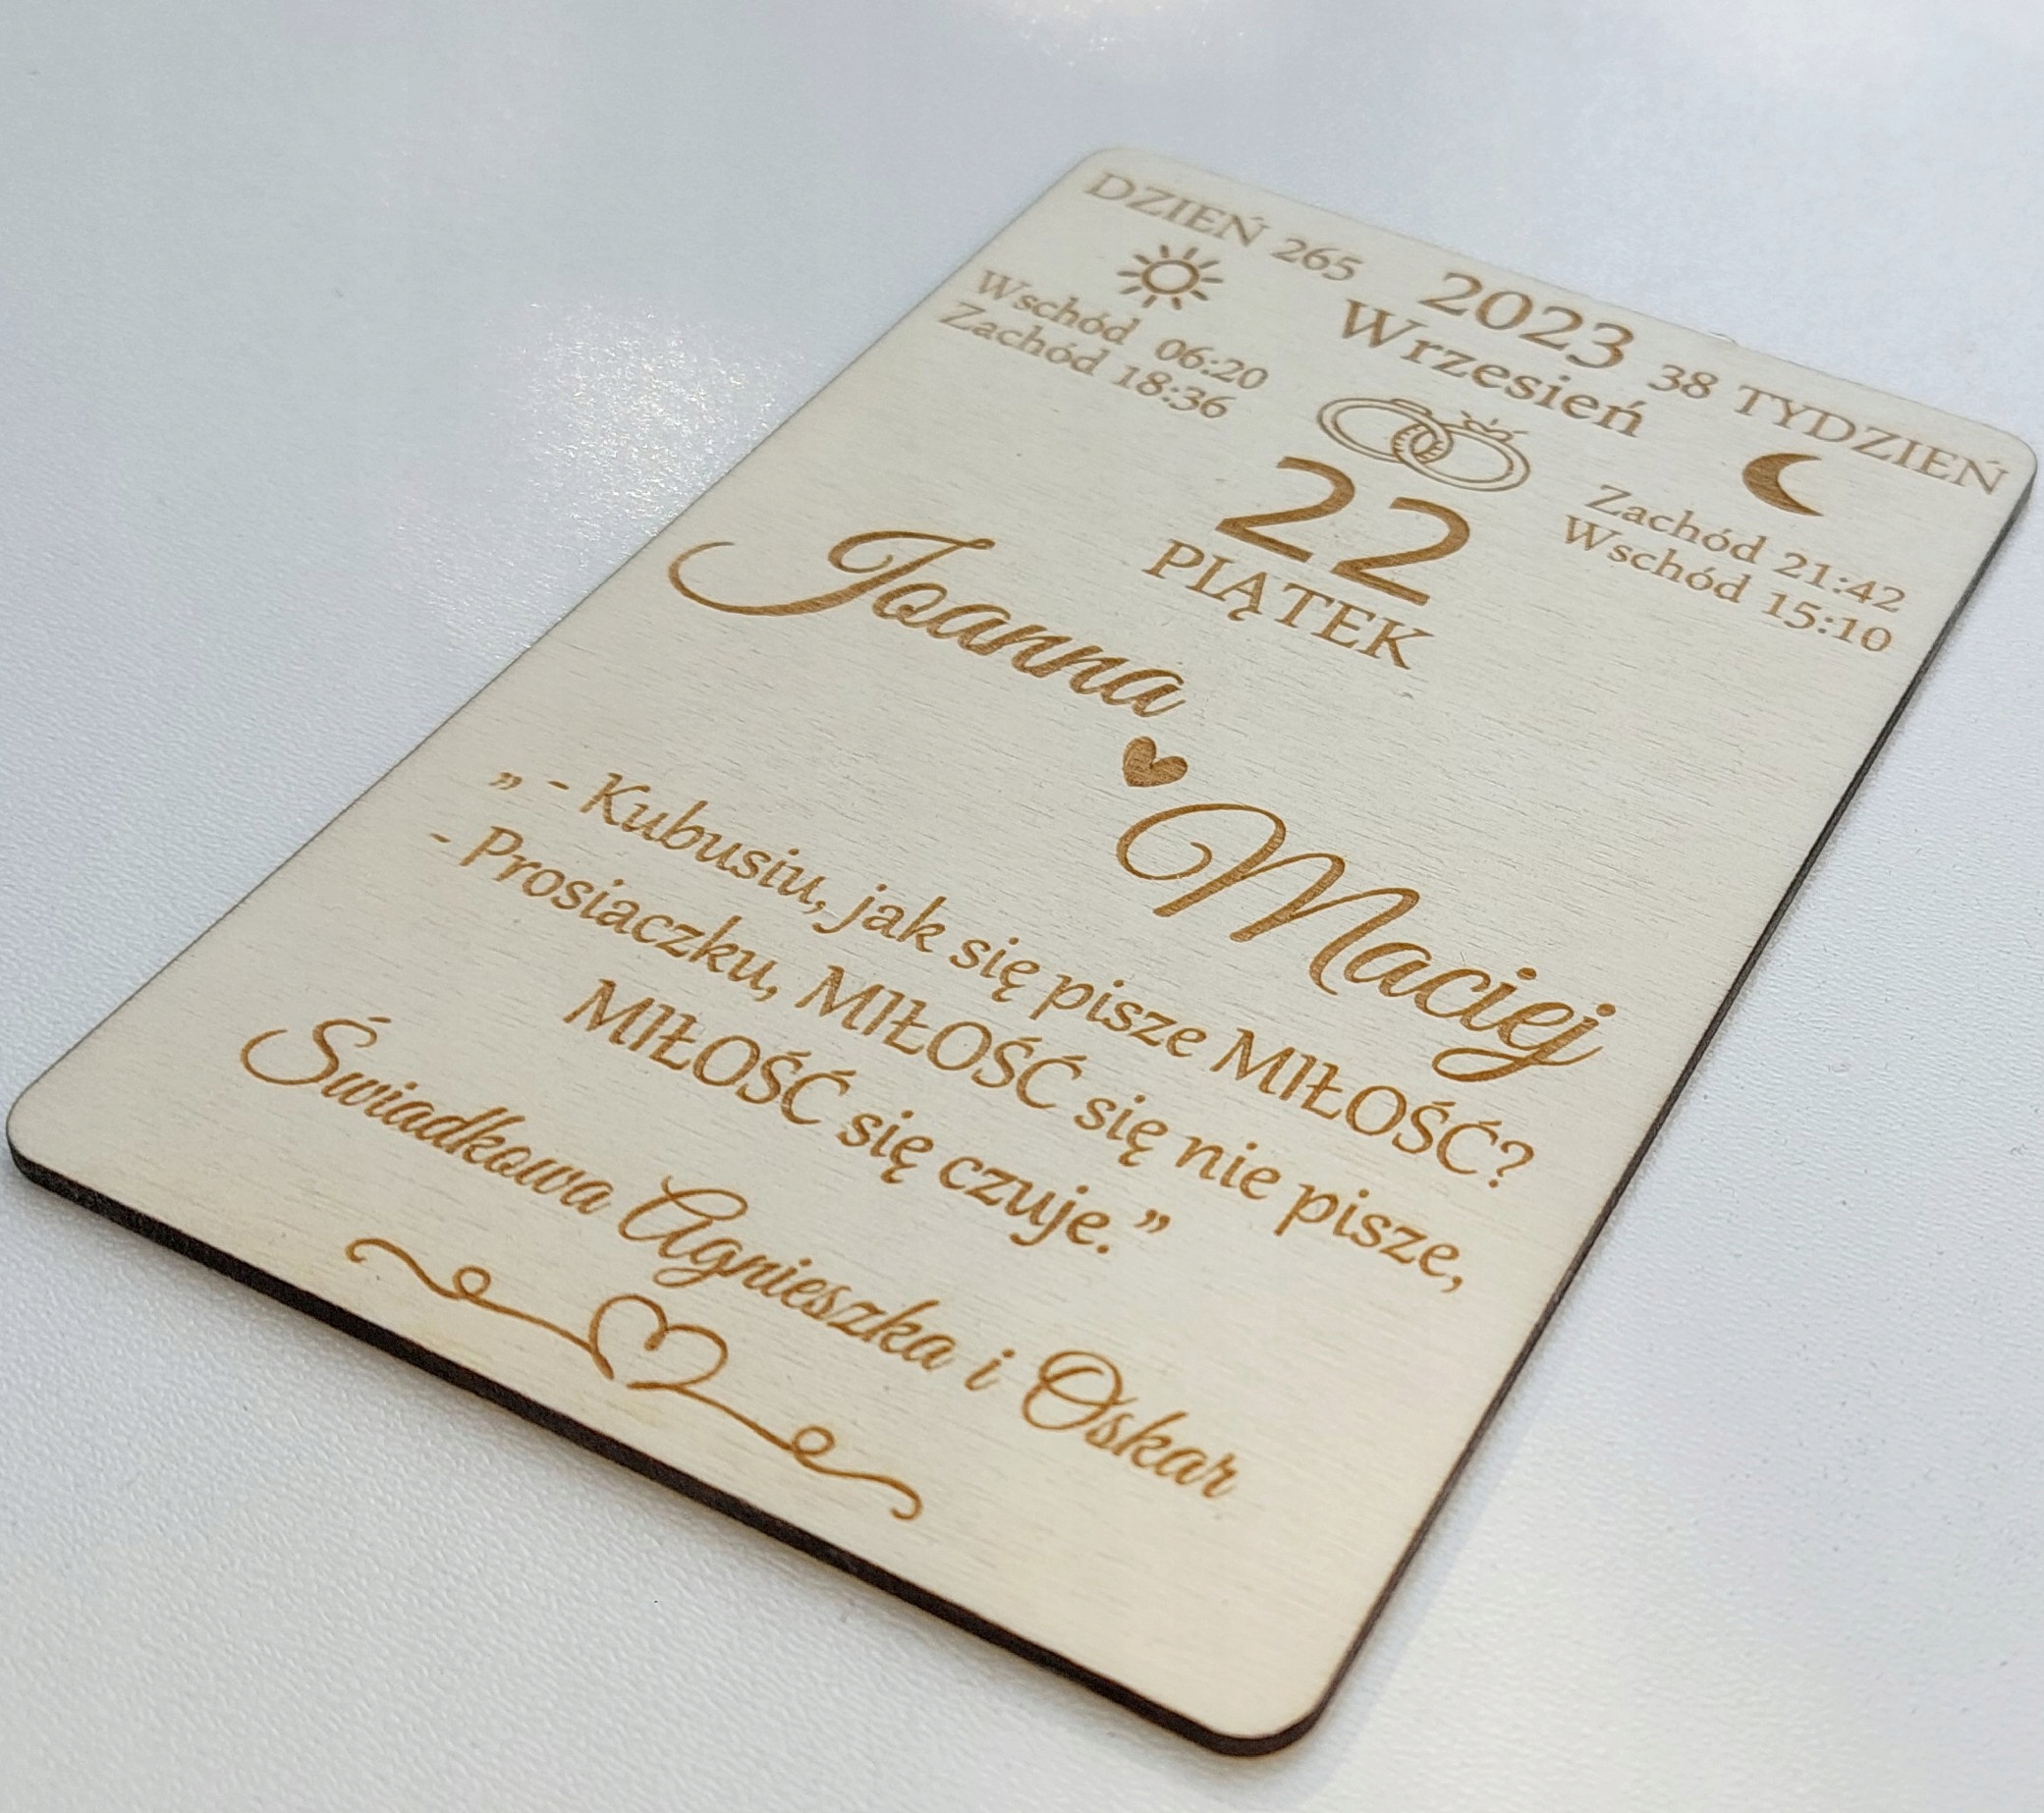 DZIEŃ 265 2023 38 TYDZIEŃ
Wrzesień
Wschód 06:20
Zachód 18:36
22
PIĄTEK
Zachód 21:42
Wschód 15:10
Joanna
Maciej
„ - Kubusiu, jak się pisze MIŁOŚĆ?
- Prosiaczku, MIŁOŚĆ się nie pisze,
MIŁOŚĆ się czuje.”
Świadkowa Agnieszka i Oskar